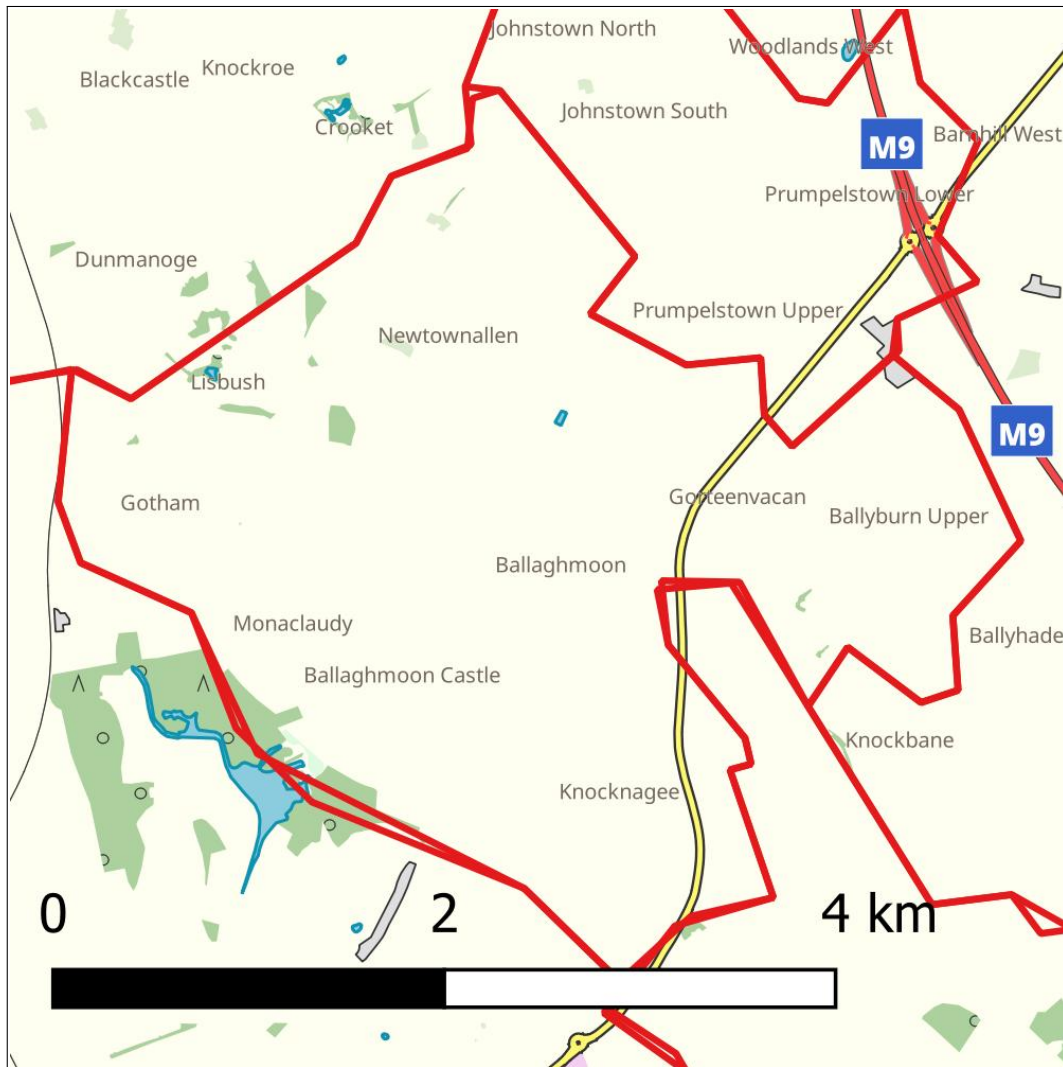 Johnstown North
Woodlands West
Knockroe
Blackcastle
Johnstown South
Crooket
Barnhill West
M9
Prumpelstown Lower
Dunmanoge
Prumpelstown Upper
Newtownallen
Lisbush
M9
Gorteenvacan
Gotham
Ballyburn Upper
Ballaghmoon
Monaclaudy
Ballyhade
Ballaghmoon Castle
Knockbane
Knocknagee
0 2 4 km